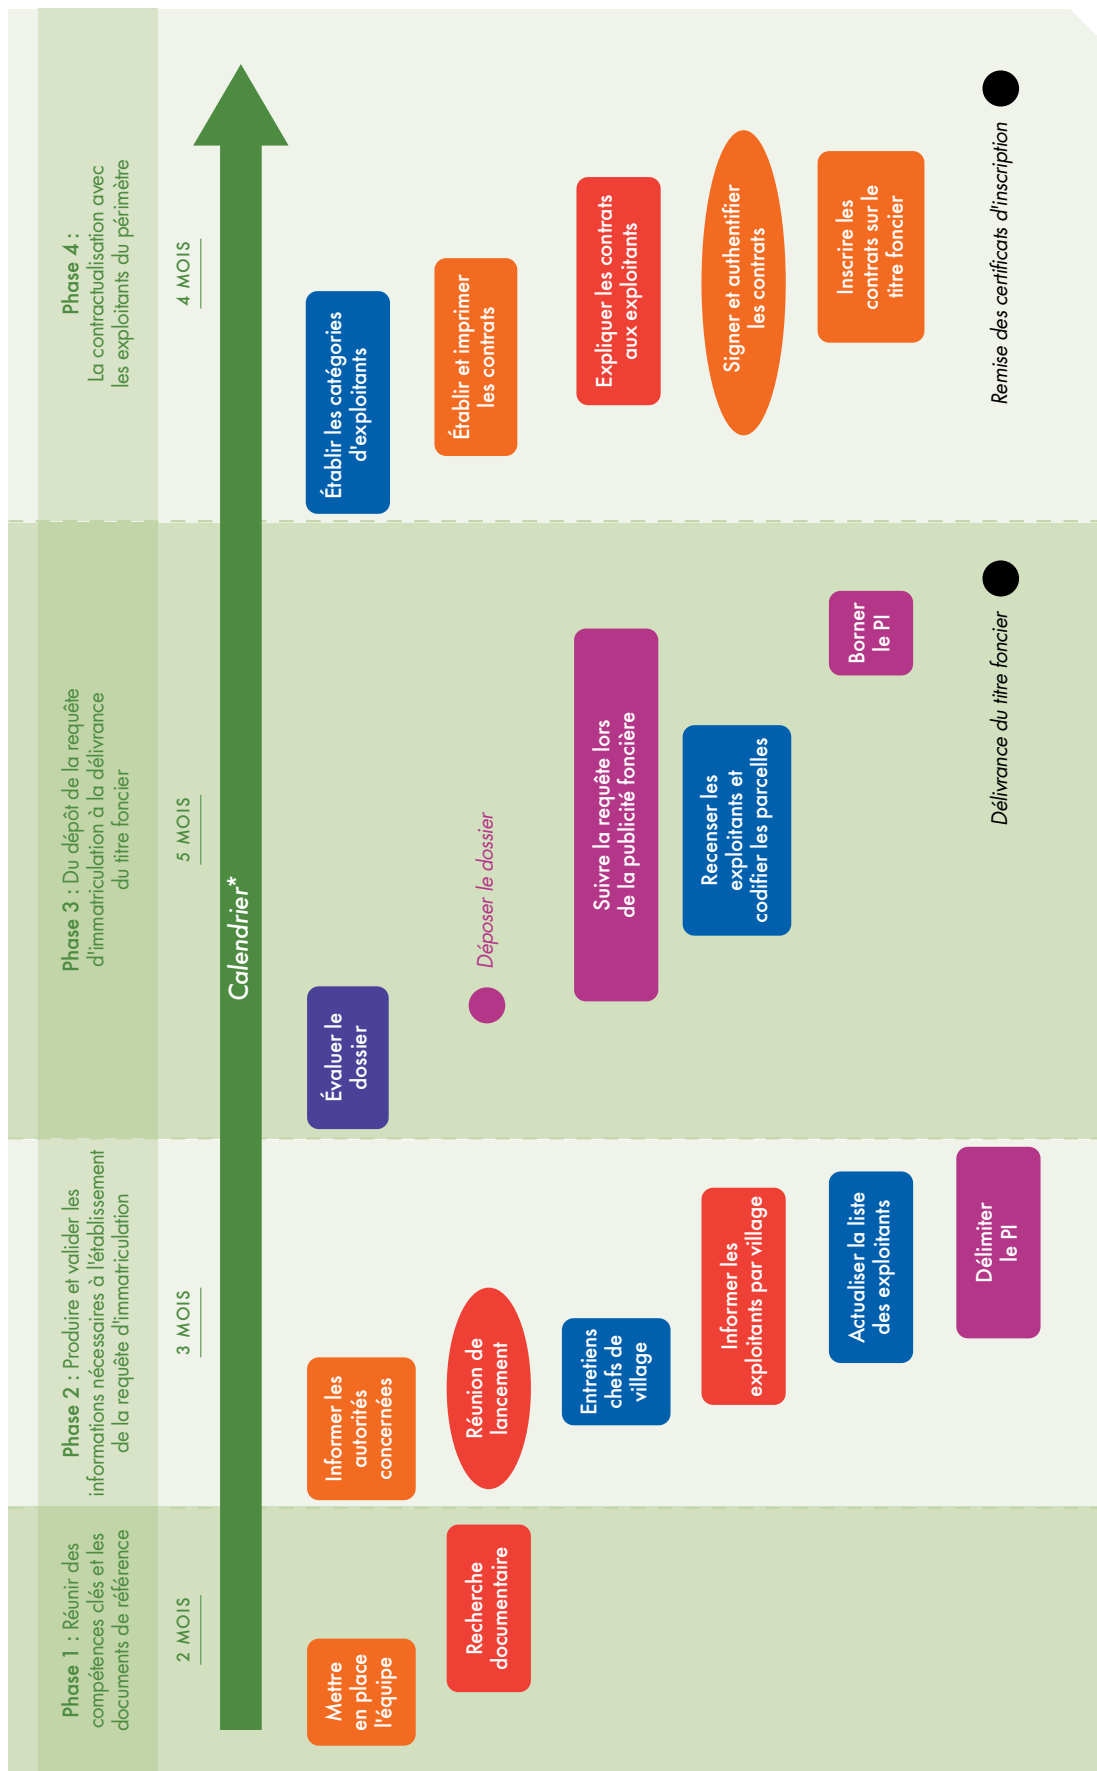 Phase 1 : Réunir des
compétences clés et les
documents de référence
2 MOIS
Phase 2 : Produire et valider les
informations nécessaires à l'établissement
de la requête d'immatriculation
3 MOIS
Phase 3 : Du dépôt de la requête
d'immatriculation à la délivrance
du titre foncier
5 MOIS
Phase 4 :
La contractualisation avec
les exploitants du périmètre
4 MOIS
Calendrier*
Mettre
en place
l'équipe
Recherche
documentaire
Informer les
autorités
concernées
Réunion de
lancement
Entretiens
chefs de
village
Informer les
exploitants par village
Actualiser la liste
des exploitants
Délimiter
le PI
Évaluer le
dossier
Déposer le dossier
Suivre la requête lors
de la publicité foncière
Recenser les
exploitants et
codifier les parcelles
Borner
le PI
Délivrance du titre foncier
Établir les catégories
d'exploitants
Établir et imprimer
les contrats
Expliquer les contrats
aux exploitants
Signer et authentifier
les contrats
Inscrire les
contrats sur le
titre foncier
Remise des certificats d'inscription